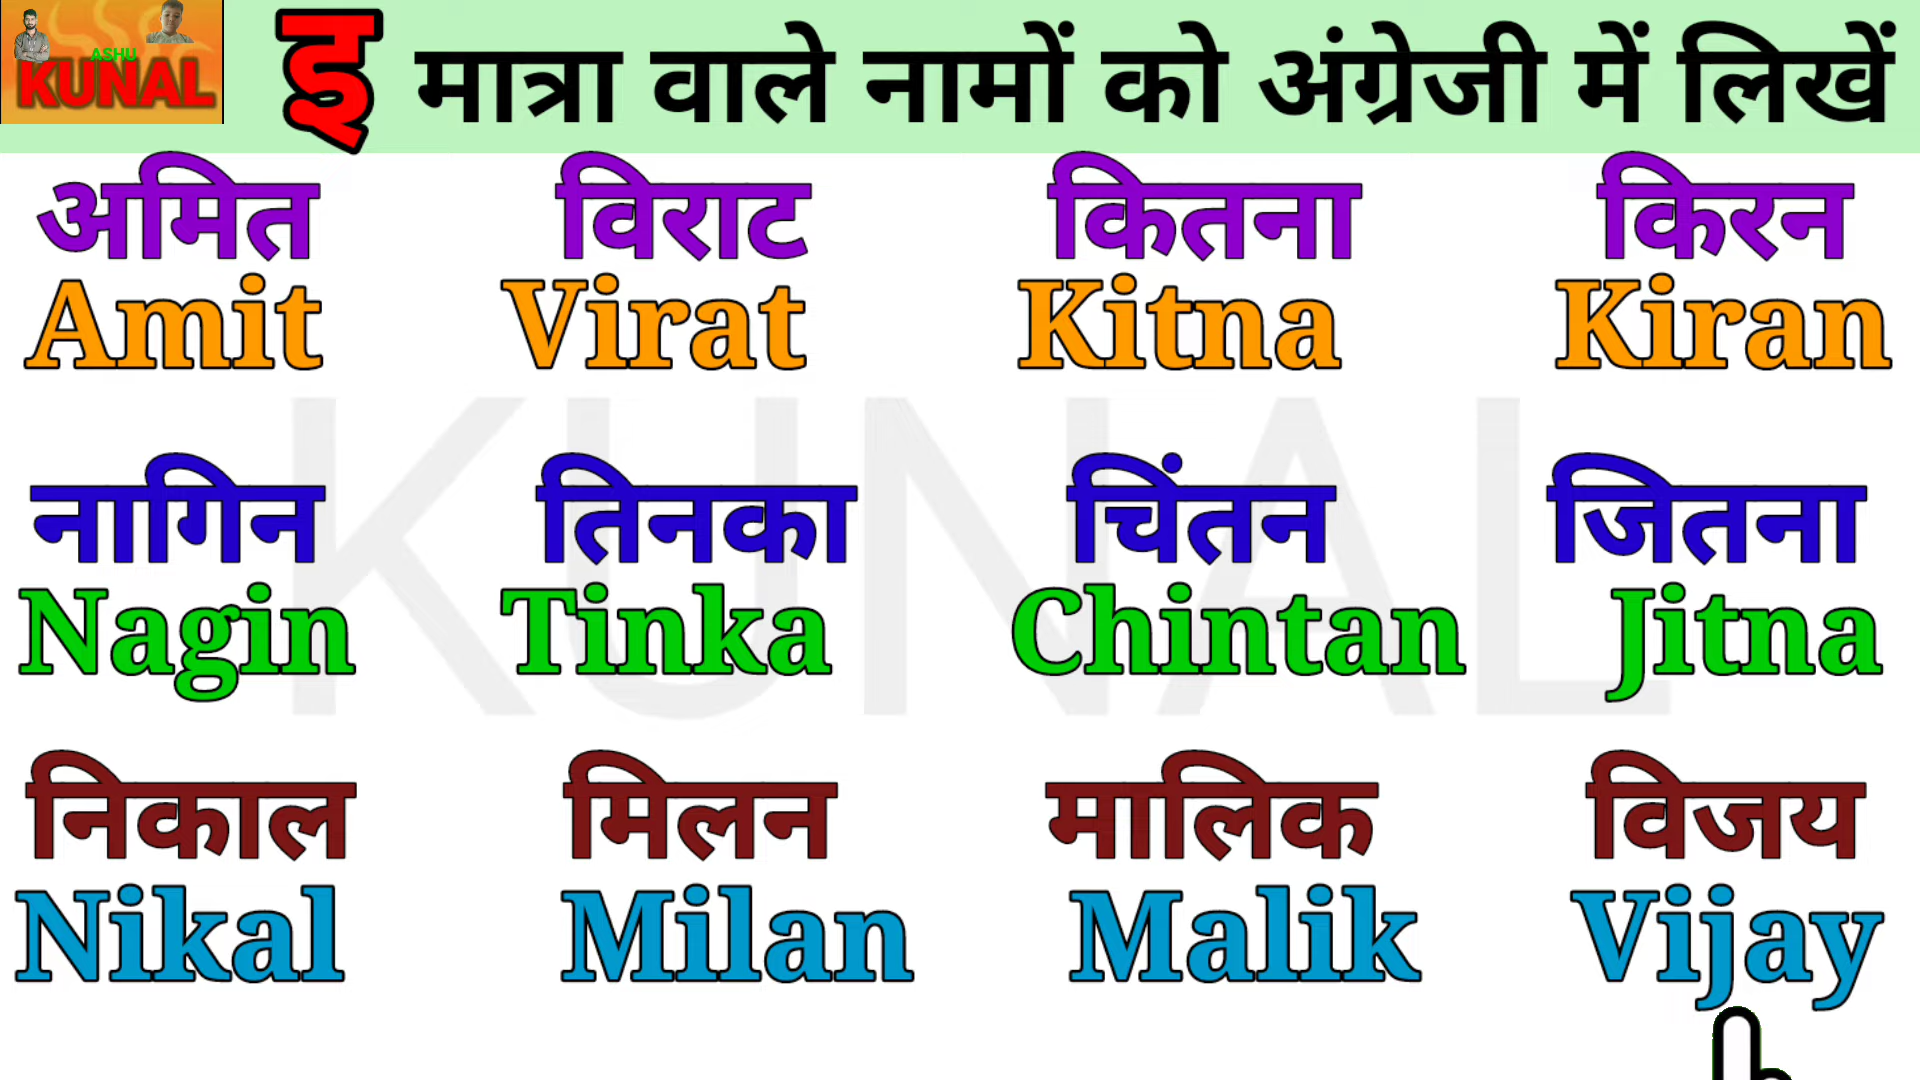 ASHU
KUNAL
इ मात्रा वाले नामों को अंग्रेजी में लिखें
अमित विराट कितना किरन
Amit Virat Kitna Kiran
नागिन तिनका चिंतन जितना
Nagin Tinka Chintan Jitna
निकाल मिलन मालिक विजय
Nikal Milan Malik Vijay
KUNAL